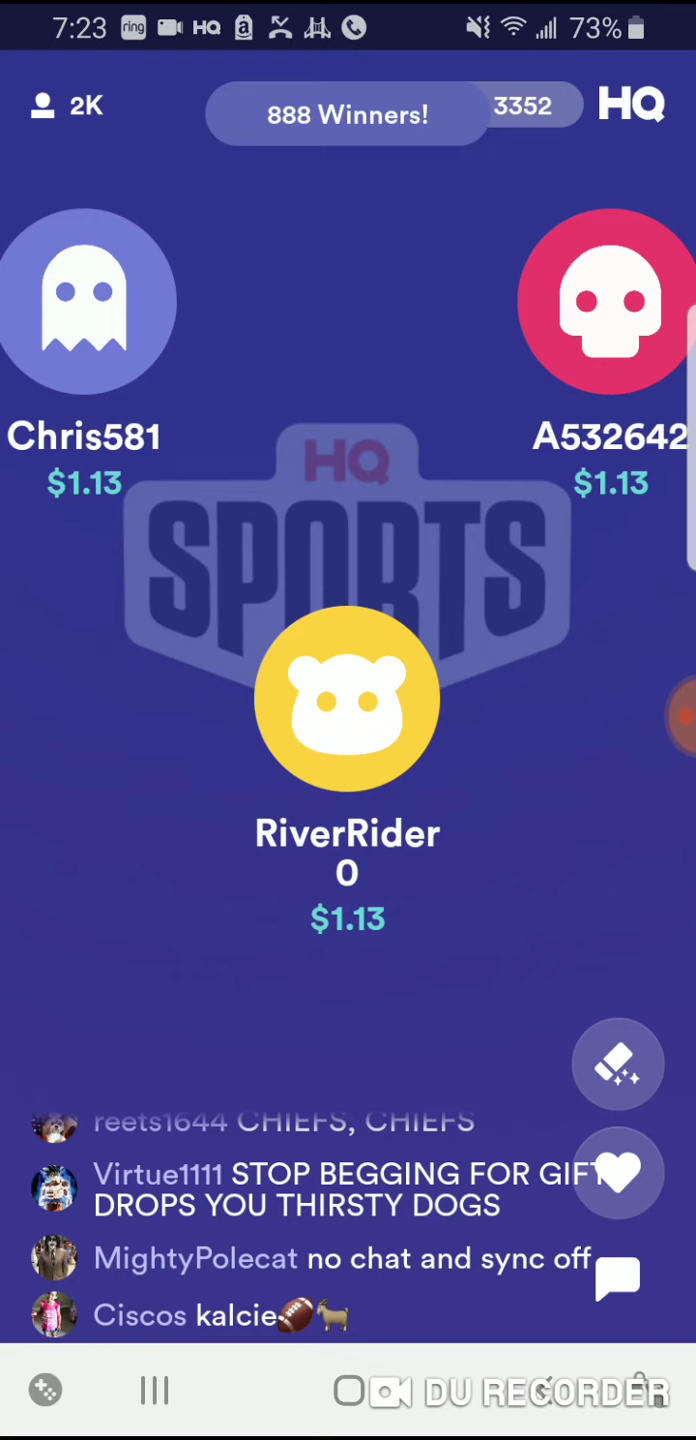 7:23 ring HQ a 73%
2K 888 Winners! 3352 HQ
Chris581 A532642
$1.13 $1.13
HQ
SPORTS
RiverRider
0
$1.13
reets1644 CHIEFS, CHIEFS
Virtue1111 STOP BEGGING FOR GIFT
DROPS YOU THIRSTY DOGS
MightyPolecat no chat and sync off
Ciscos kalcie🏈🐐
DU RECORDER